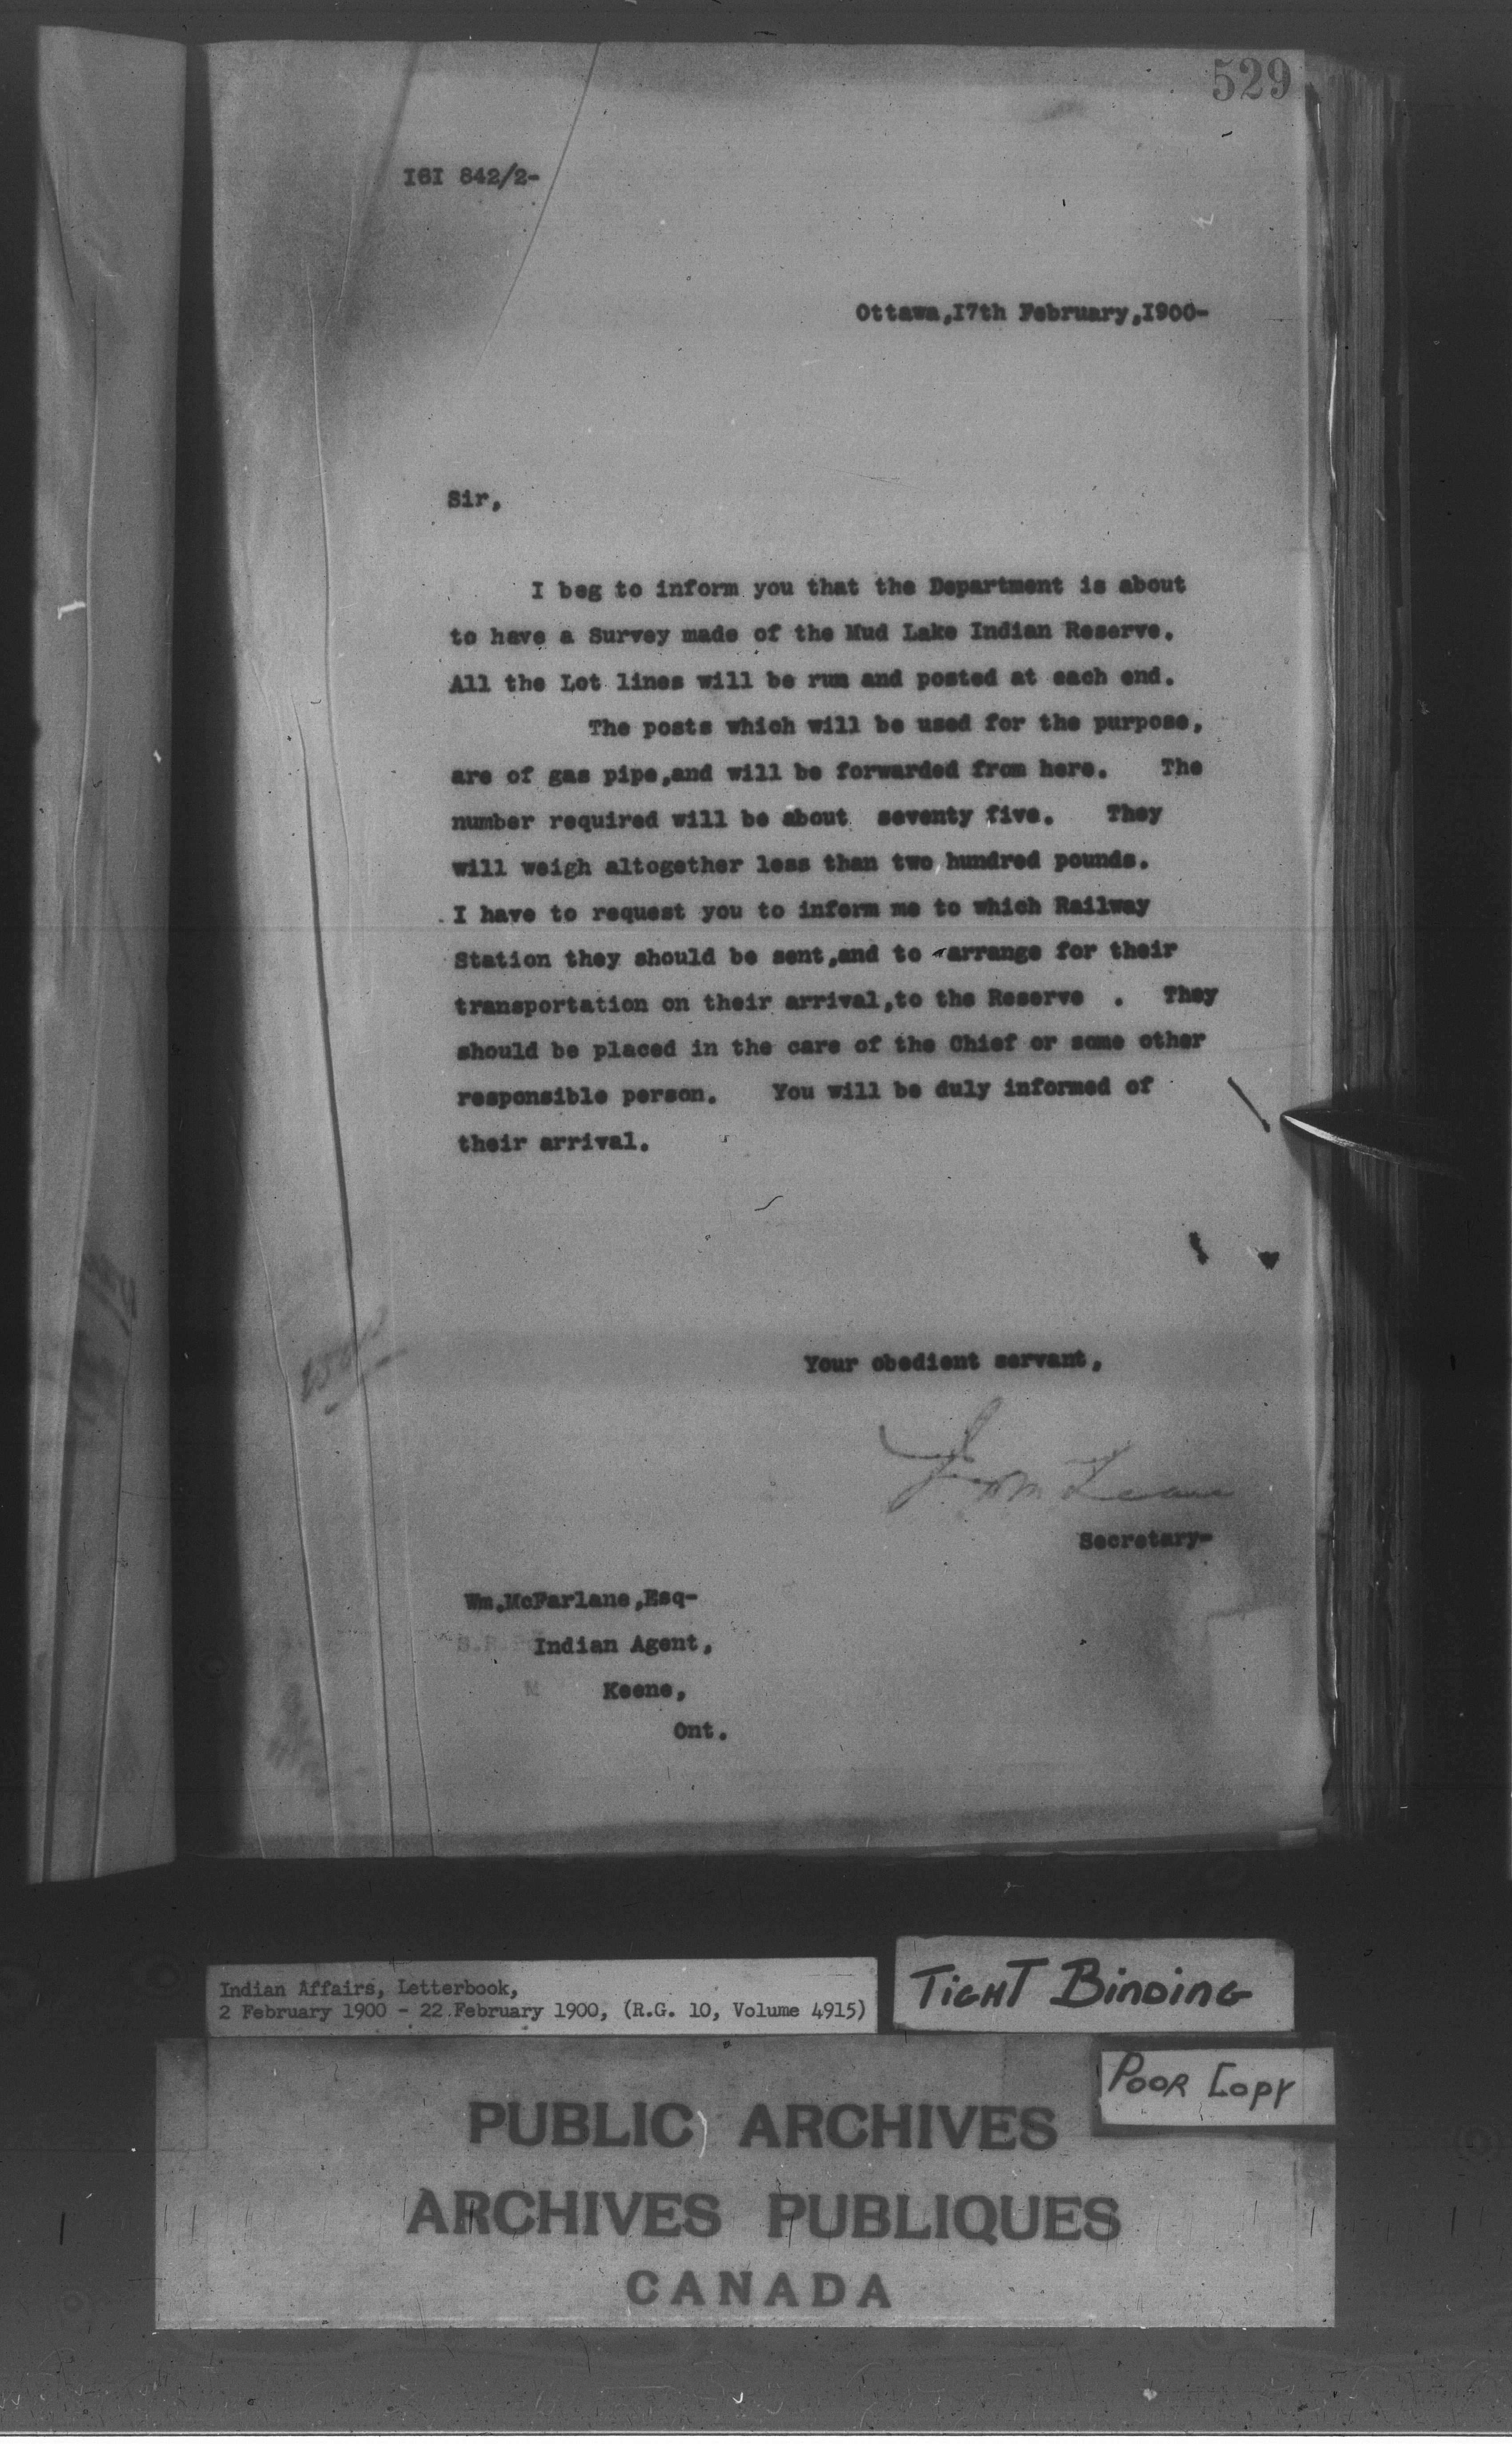 529
I6I 842/2-
Ottawa,I7th February,I900-
Sir,
I beg to inform you that the Department is about
to have a Survey made of the Mud Lake Indian Reserve.
All the Lot lines will be run and posted at each end.
The posts which will be used for the purpose,
are of gas pipe,and will be forwarded from here. The
number required will be about seventy five. They
will weigh altogether less than two hundred pounds.
I have to request you to inform me to which Railway
Station they should be sent,and to arrange for their
transportation on their arrival,to the Reserve . They
should be placed in the care of the Chief or some other
responsible person. You will be duly informed of
their arrival.
Your obedient servant,
Secretary-
Wm.McFarlane,Esq-
Indian Agent,
Keene,
Ont.
Indian Affairs, Letterbook,
2 February 1900 - 22 February 1900, (R.G. 10, Volume 4915)
TIGHT BINDING
POOR COPY
PUBLIC ARCHIVES
ARCHIVES PUBLIQUES
CANADA